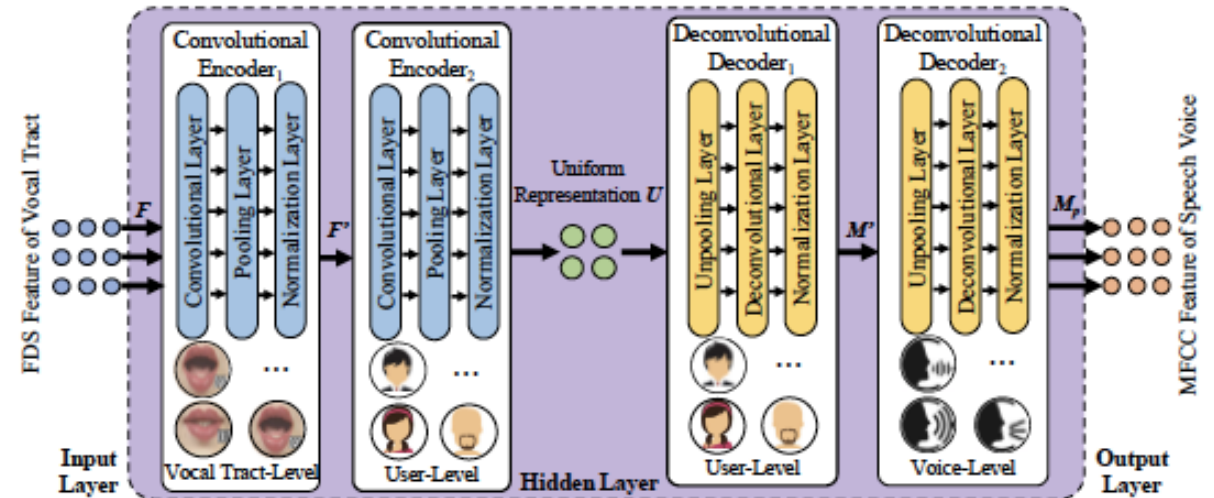 FDS Feature of Vocal Tract
Input
Layer
F
Convolutional
Encoder1
Convolutional Layer
Pooling Layer
Normalization Layer
...
Vocal Tract-Level
F'
Convolutional
Encoder2
Convolutional Layer
Pooling Layer
Normalization Layer
...
User-Level
Uniform
Representation U
Hidden Layer
Deconvolutional
Decoder1
Unpooling Layer
Deconvolutional Layer
Normalization Layer
...
User-Level
M'
Deconvolutional
Decoder2
Unpooling Layer
Deconvolutional Layer
Normalization Layer
...
Voice-Level
Mp
Output
Layer
MFCC Feature of Speech Voice